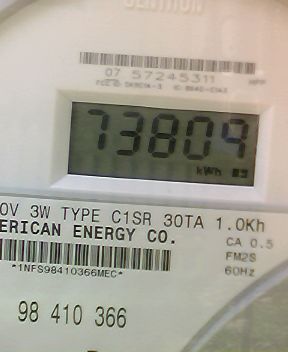 CENTRON
07 57245311
73809
kWh
0V 3W TYPE C1SR 30TA 1.0Kh
ERICAN ENERGY CO.
CA 0.5
FM2S
60Hz
*1NFS98410366MEC*
98 410 366